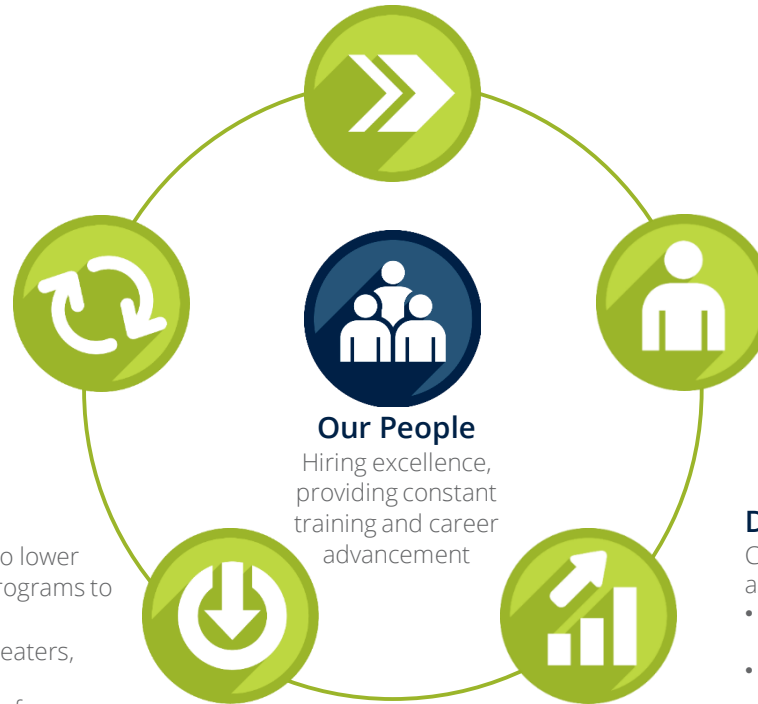 Our People
Hiring excellence,
providing constant
training and career
advancement
o lower
rograms to
eaters,